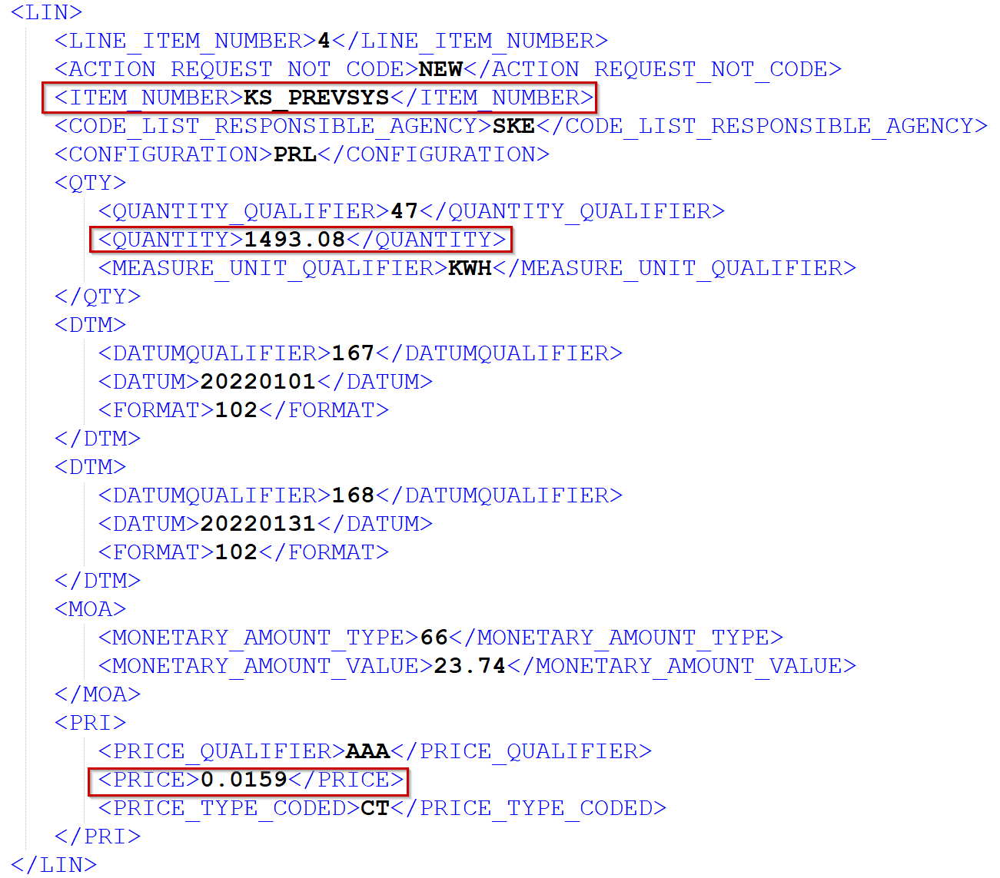 <LIN>
<LINE_ITEM_NUMBER>4</LINE_ITEM_NUMBER>
<ACTION_REQUEST_NOT_CODE>NEW</ACTION_REQUEST_NOT_CODE>
<ITEM_NUMBER>KS_PREVSYS</ITEM_NUMBER>
<CODE_LIST_RESPONSIBLE_AGENCY>SKE</CODE_LIST_RESPONSIBLE_AGENCY>
<CONFIGURATION>PRL</CONFIGURATION>
<QTY>
<QUANTITY_QUALIFIER>47</QUANTITY_QUALIFIER>
<QUANTITY>1493.08</QUANTITY>
<MEASURE_UNIT_QUALIFIER>KWH</MEASURE_UNIT_QUALIFIER>
</QTY>
<DTM>
<DATUMQUALIFIER>167</DATUMQUALIFIER>
<DATUM>20220101</DATUM>
<FORMAT>102</FORMAT>
</DTM>
<DTM>
<DATUMQUALIFIER>168</DATUMQUALIFIER>
<DATUM>20220131</DATUM>
<FORMAT>102</FORMAT>
</DTM>
<MOA>
<MONETARY_AMOUNT_TYPE>66</MONETARY_AMOUNT_TYPE>
<MONETARY_AMOUNT_VALUE>23.74</MONETARY_AMOUNT_VALUE>
</MOA>
<PRI>
<PRICE_QUALIFIER>AAA</PRICE_QUALIFIER>
<PRICE>0.0159</PRICE>
<PRICE_TYPE_CODED>CT</PRICE_TYPE_CODED>
</PRI>
</LIN>